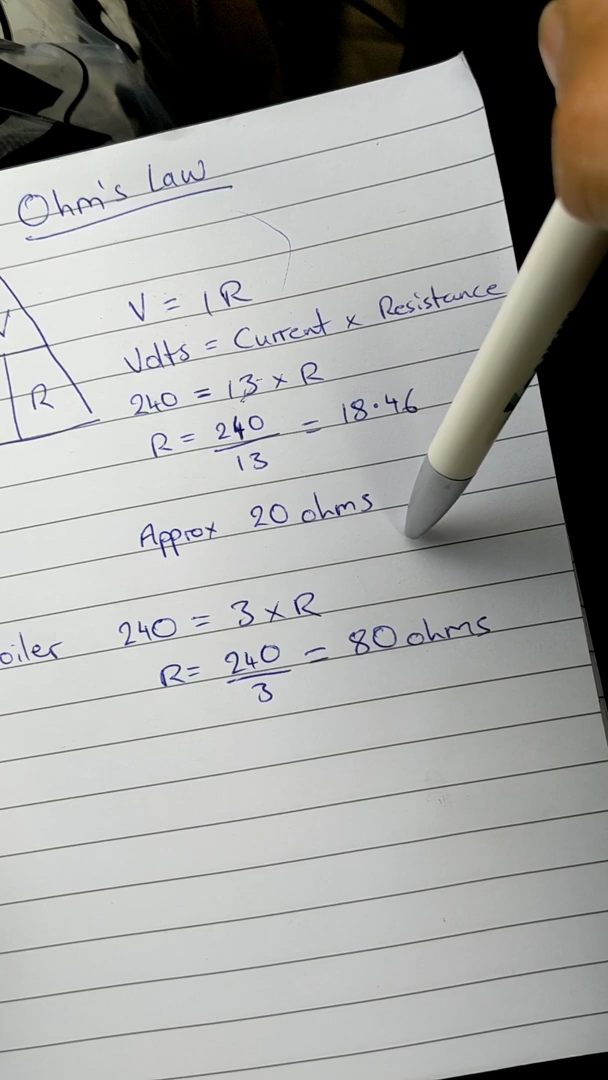 Ohm's Law
V = IR
Volts = Current x Resistance
R
240 = 13 x R
R = 240/13 = 18.46
Approx 20 ohms
oiler 240 = 3 x R
R = 240/3 = 80 ohms